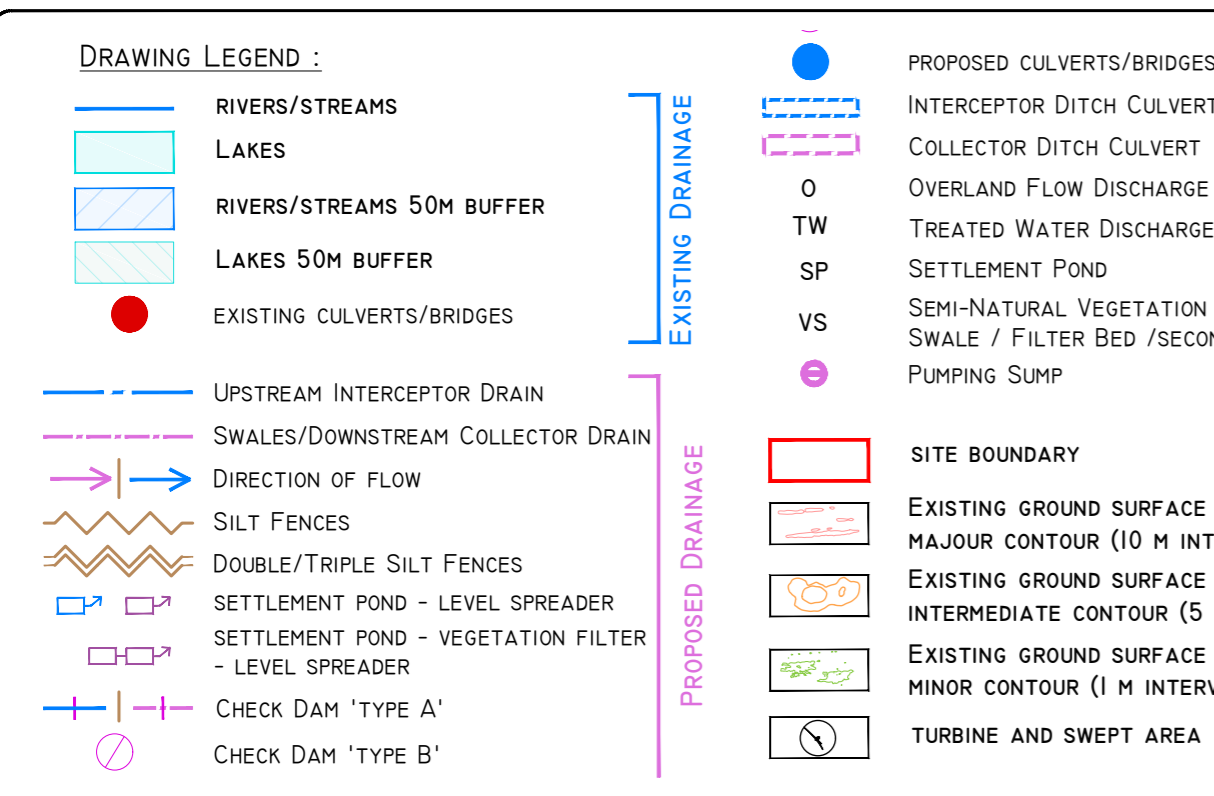 DRAWING LEGEND :
RIVERS/STREAMS
LAKES
RIVERS/STREAMS 50M BUFFER
LAKES 50M BUFFER
EXISTING CULVERTS/BRIDGES
EXISTING DRAINAGE
UPSTREAM INTERCEPTOR DRAIN
SWALES/DOWNSTREAM COLLECTOR DRAIN
DIRECTION OF FLOW
SILT FENCES
DOUBLE/TRIPLE SILT FENCES
SETTLEMENT POND - LEVEL SPREADER
SETTLEMENT POND - VEGETATION FILTER
- LEVEL SPREADER
CHECK DAM 'TYPE A'
CHECK DAM 'TYPE B'
PROPOSED DRAINAGE
PROPOSED CULVERTS/BRIDGES
INTERCEPTOR DITCH CULVERT
COLLECTOR DITCH CULVERT
O OVERLAND FLOW DISCHARGE
TW TREATED WATER DISCHARGE
SP SETTLEMENT POND
VS SEMI-NATURAL VEGETATION
SWALE / FILTER BED /SECON
PUMPING SUMP
SITE BOUNDARY
EXISTING GROUND SURFACE
MAJOUR CONTOUR (10 M INT
EXISTING GROUND SURFACE
INTERMEDIATE CONTOUR (5
EXISTING GROUND SURFACE
MINOR CONTOUR (1 M INTERV
TURBINE AND SWEPT AREA